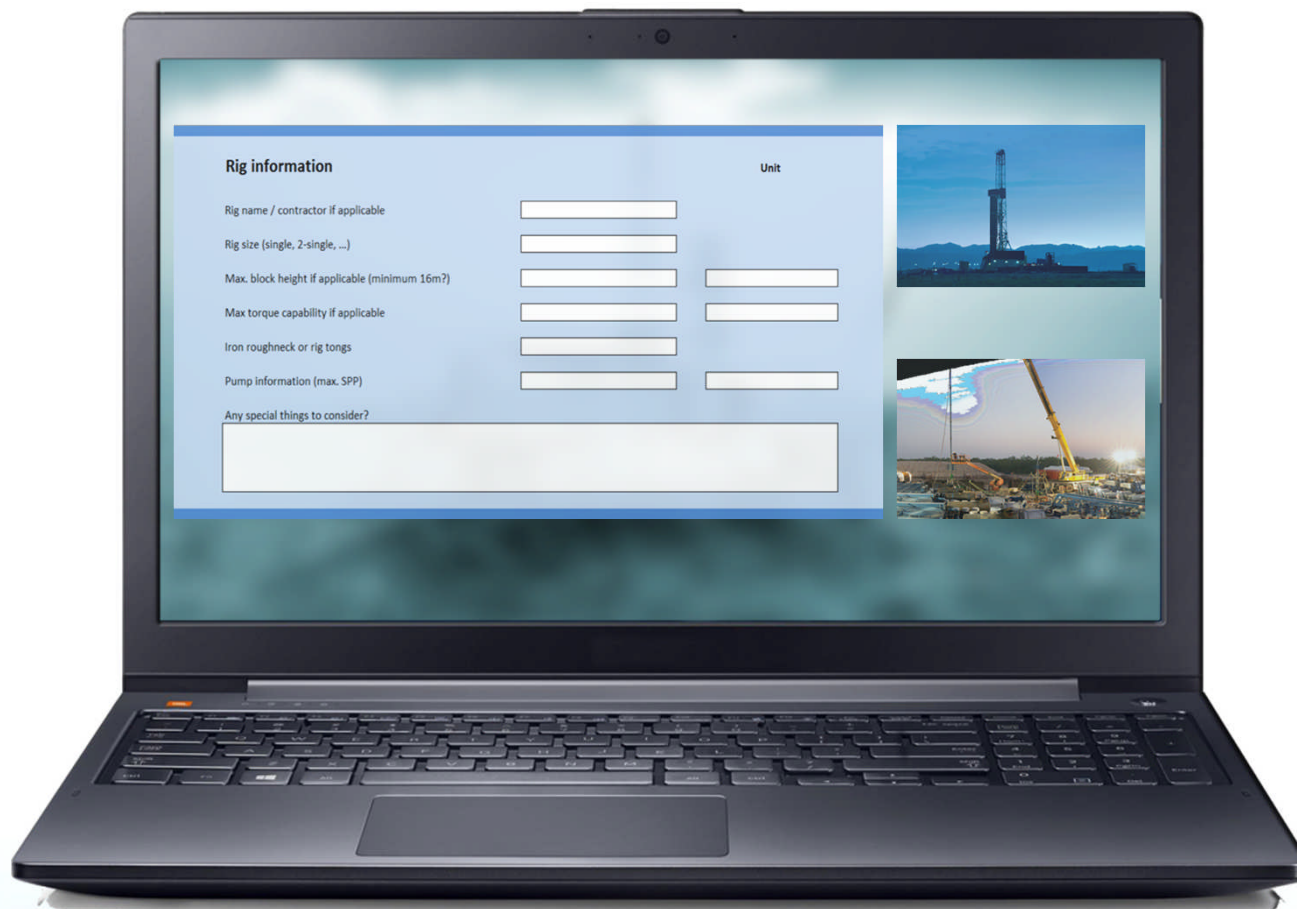 Rig information
Unit
Rig name / contractor if applicable
Rig size (single, 2-single, ...)
Max. block height if applicable (minimum 16m?)
Max torque capability if applicable
Iron roughneck or rig tongs
Pump information (max. SPP)
Any special things to consider?